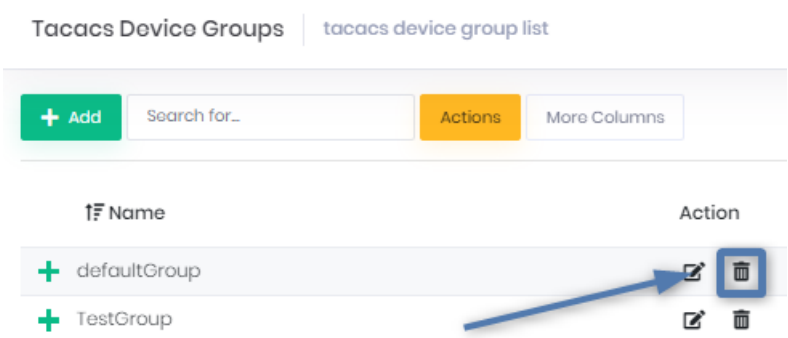 Tacacs Device Groups tacacs device group list
Add Search for... Actions More Columns
Name Action
defaultGroup
TestGroup